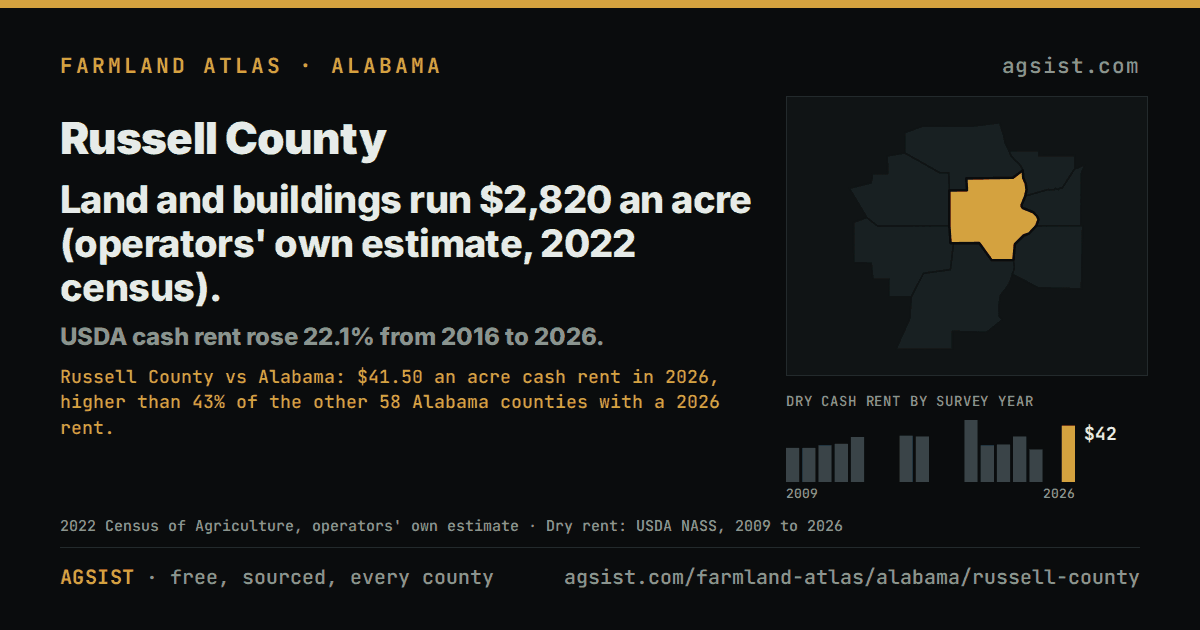 FARMLAND ATLAS · ALABAMA
agsist.com
Russell County
Land and buildings run $2,820 an acre
(operators' own estimate, 2022
census).
USDA cash rent rose 22.1% from 2016 to 2026.
Russell County vs Alabama: $41.50 an acre cash rent in 2026,
higher than 43% of the other 58 Alabama counties with a 2026
rent.
DRY CASH RENT BY SURVEY YEAR
$42
2009
2026
2022 Census of Agriculture, operators' own estimate · Dry rent: USDA NASS, 2009 to 2026
AGSIST · free, sourced, every county
agsist.com/farmland-atlas/alabama/russell-county